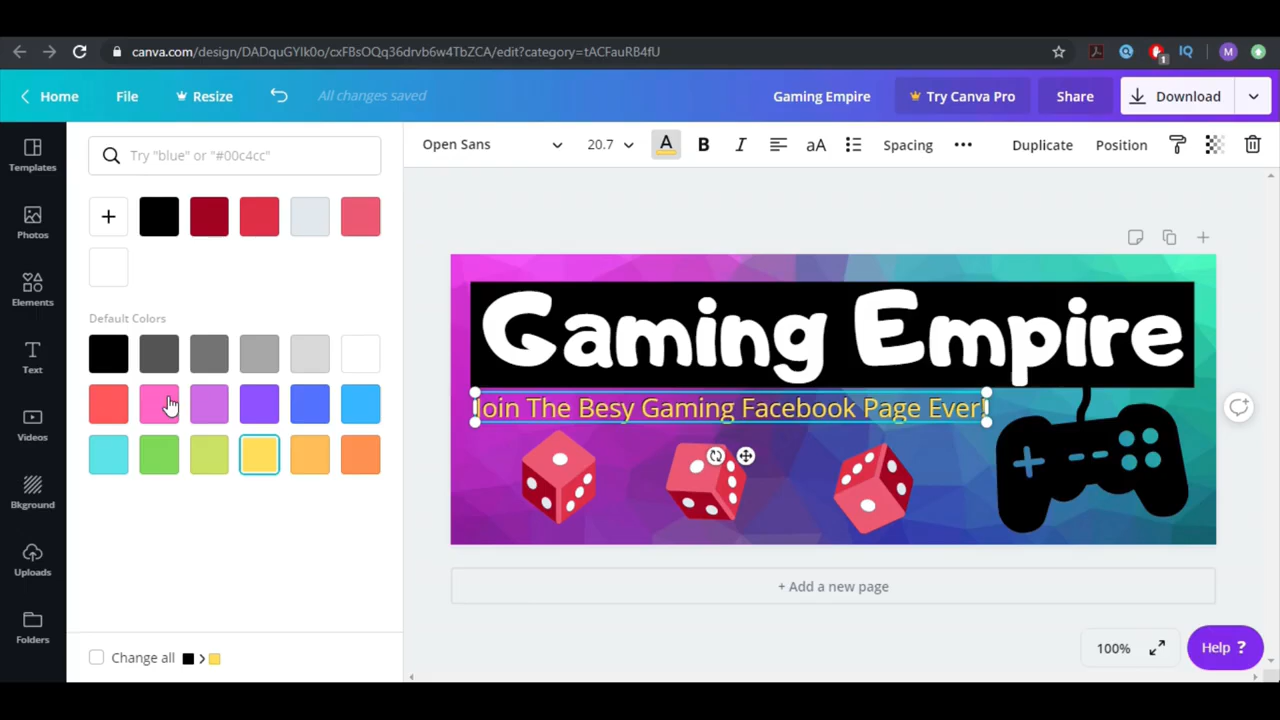 canva.com/design/DADquGYIk0o/cxFBsOQq36drvb6w4TbZCA/edit?category=tACFauRB4fU
1
IQ
M
Home
File
Resize
All changes saved
Gaming Empire
Try Canva Pro
Share
Download
Templates
Photos
Elements
Text
Videos
Bkground
Uploads
Folders
Try "blue" or "#00c4cc"
Default Colors
Change all
Open Sans
20.7
A
B
I
aA
Spacing
Duplicate
Position
Gaming Empire
Join The Besy Gaming Facebook Page Ever!
+ Add a new page
100%
Help ?